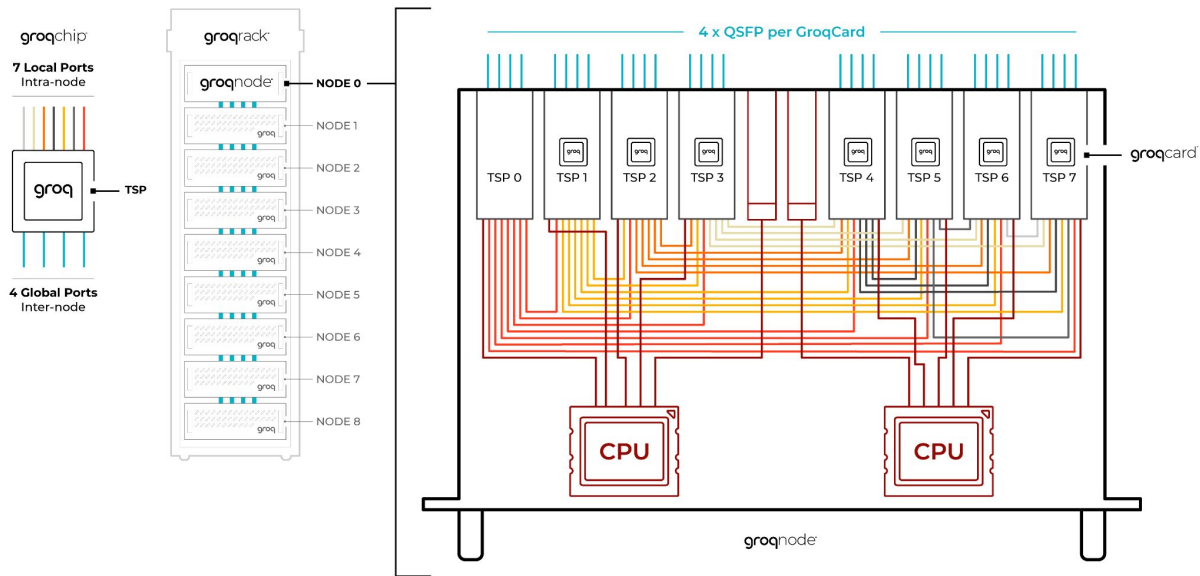 groqchip
7 Local Ports
Intra-node
groq
TSP
4 Global Ports
Inter-node
groqrack
groqnode
NODE 0
groq
NODE 1
groq
NODE 2
groq
NODE 3
groq
NODE 4
groq
NODE 5
groq
NODE 6
groq
NODE 7
groq
NODE 8
4 x QSFP per GroqCard
TSP 0
groq
TSP 1
groq
TSP 2
groq
TSP 3
groq
TSP 4
groq
TSP 5
groq
TSP 6
groq
TSP 7
groqcard
CPU
CPU
groqnode